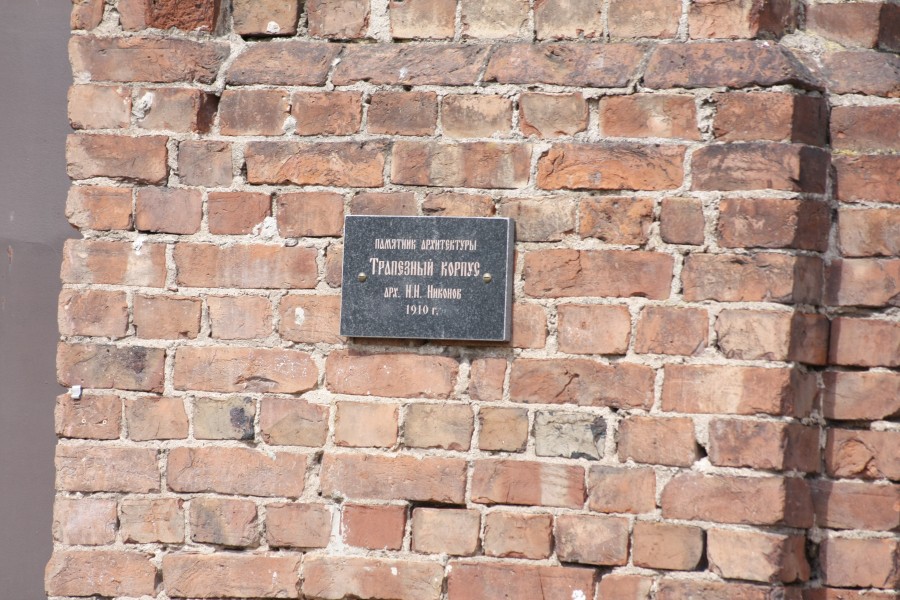 ПАМЯТНИК АРХИТЕКТУРЫ
ТРАПЕЗНЫЙ КОРПУС
АРХ. Н.Н. НИКОНОВ
1910 г.